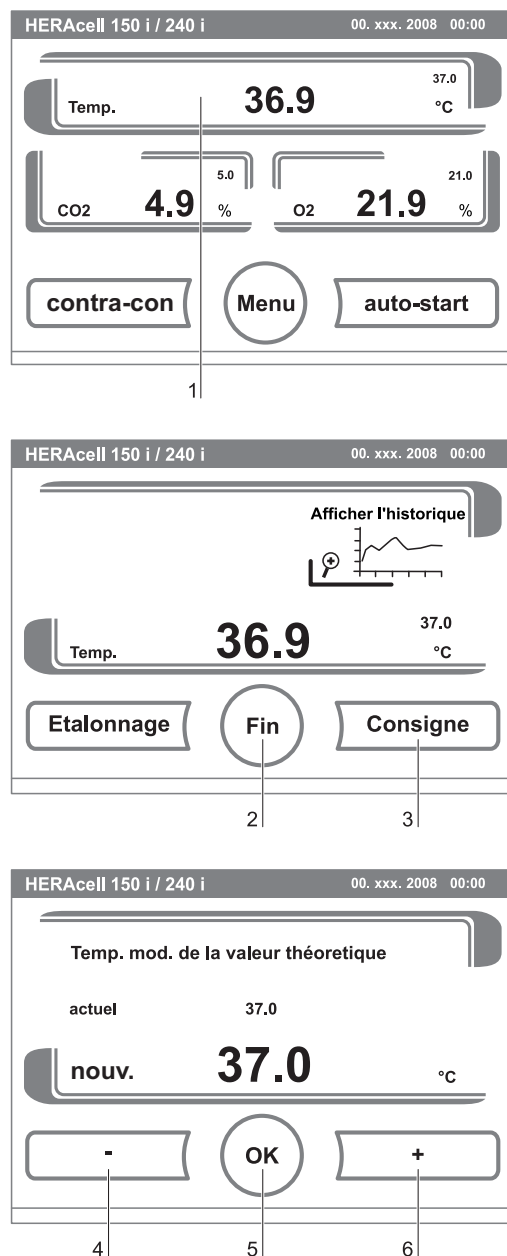 HERAcell 150 i / 240 i 00. xxx. 2008 00:00
37.0
Temp. 36.9 °C
5.0 21.0
CO2 4.9 % O2 21.9 %
contra-con Menu auto-start
1
HERAcell 150 i / 240 i 00. xxx. 2008 00:00
Afficher l'historique
37.0
Temp. 36.9 °C
Etalonnage Fin Consigne
2 3
HERAcell 150 i / 240 i 00. xxx. 2008 00:00
Temp. mod. de la valeur théoretique
actuel 37.0
nouv. 37.0 °C
- OK +
4 5 6